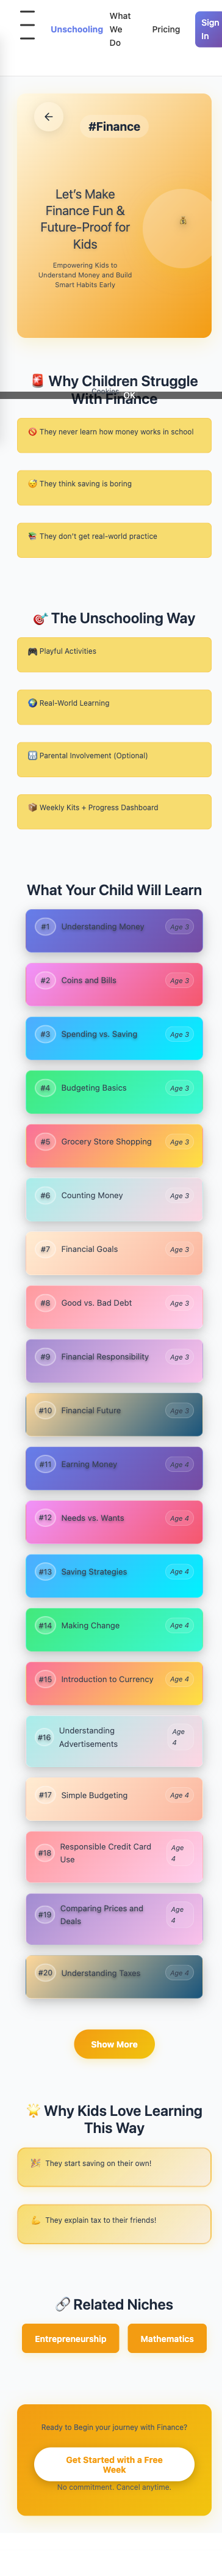 Unschooling
What
We
Do
Pricing
Sign
In
#Finance
Let's Make
Finance Fun &
Future-Proof for
Kids
Empowering Kids to
Understand Money and Build
Smart Habits Early
🚨 Why Children Struggle
With Finance
Cookies
OK
🚫 They never learn how money works in school
😴 They think saving is boring
📚 They don't get real-world practice
🎯 The Unschooling Way
🎮 Playful Activities
🌍 Real-World Learning
Parental Involvement (Optional)
📦 Weekly Kits + Progress Dashboard
What Your Child Will Learn
#1 Understanding Money Age 3
#2 Coins and Bills Age 3
#3 Spending vs. Saving Age 3
#4 Budgeting Basics Age 3
#5 Grocery Store Shopping Age 3
#6 Counting Money Age 3
#7 Financial Goals Age 3
#8 Good vs. Bad Debt Age 3
#9 Financial Responsibility Age 3
#10 Financial Future Age 3
#11 Earning Money Age 4
#12 Needs vs. Wants Age 4
#13 Saving Strategies Age 4
#14 Making Change Age 4
#15 Introduction to Currency Age 4
#16 Understanding
Advertisements
Age
4
#17 Simple Budgeting Age 4
#18 Responsible Credit Card
Use
Age
4
#19 Comparing Prices and
Deals
Age
4
#20 Understanding Taxes Age 4
Show More
🌟 Why Kids Love Learning
This Way
🎉 They start saving on their own!
💪 They explain tax to their friends!
🔗 Related Niches
Entrepreneurship
Mathematics
Ready to Begin your journey with Finance?
Get Started with a Free
Week
No commitment. Cancel anytime.